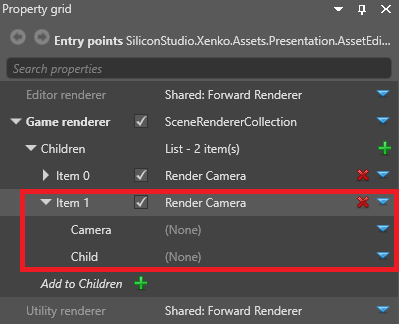 Property grid
Entry points SiliconStudio.Xenko.Assets.Presentation.AssetEdi...
Search properties
Editor renderer Shared: Forward Renderer
Game renderer SceneRendererCollection
Children List - 2 item(s)
Item 0 Render Camera
Item 1 Render Camera
Camera (None)
Child (None)
Add to Children
Utility renderer Shared: Forward Renderer